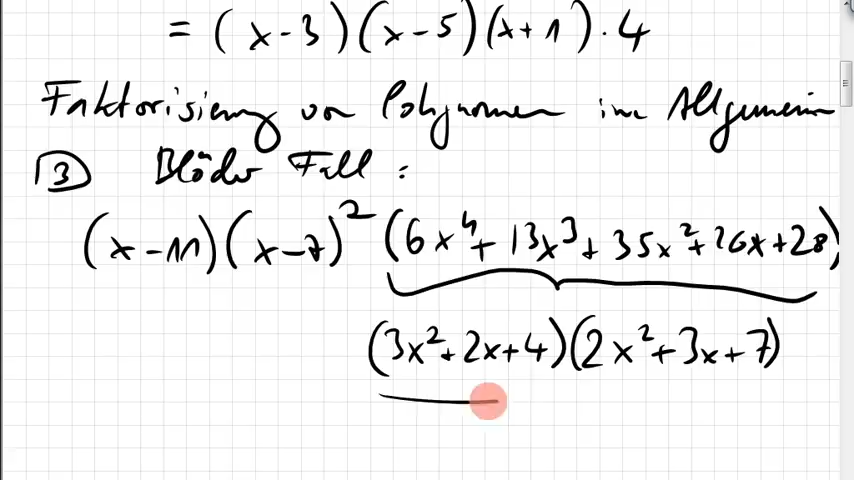 = (x-3)(x-5)(x+1)·4
Faktorisierung von Polynomen im Allgemeinen
3 Blöder Fall :
(x-11)(x-7)² (6x⁴+13x³+35x²+26x+28)
(3x²+2x+4)(2x²+3x+7)